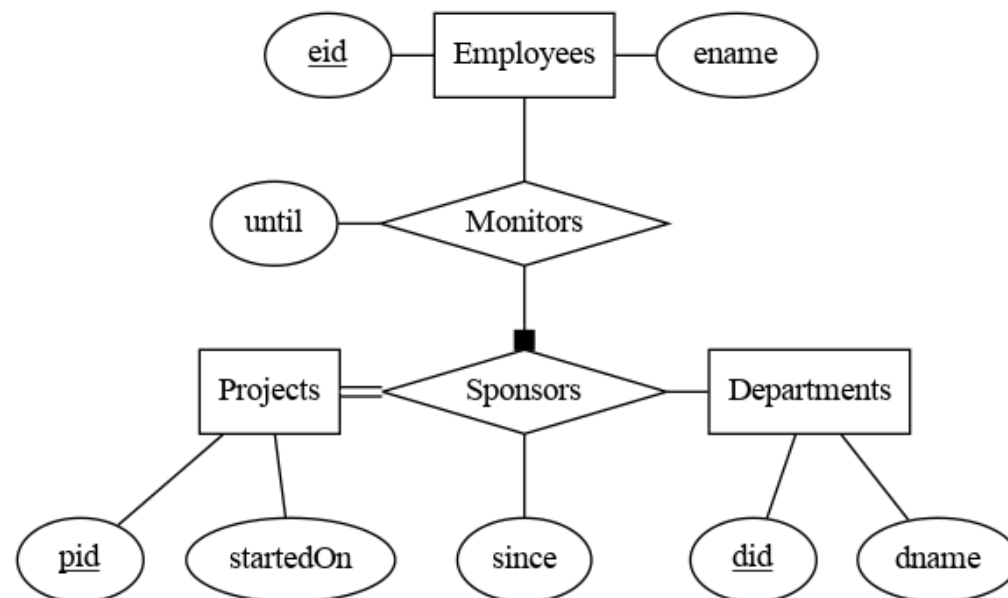 eid
Employees
ename
until
Monitors
Projects
Sponsors
Departments
pid
startedOn
since
did
dname